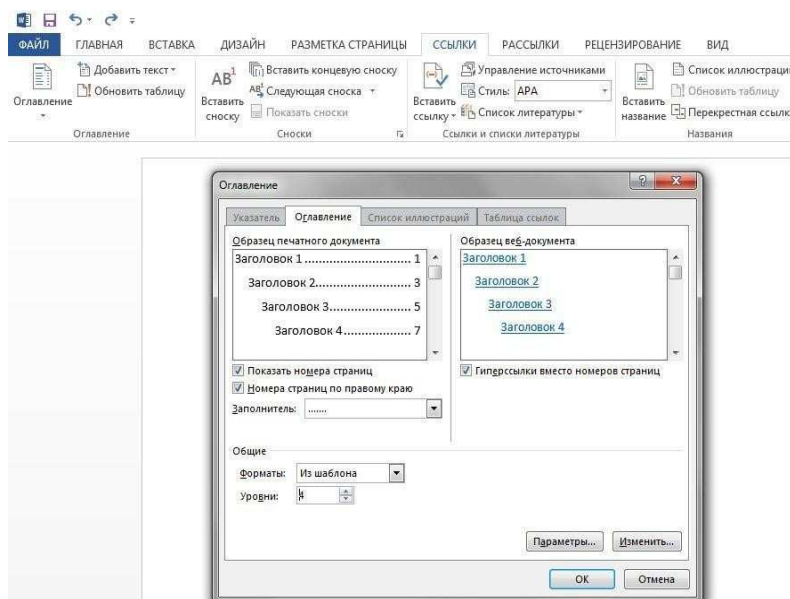 ФАЙЛ ГЛАВНАЯ ВСТАВКА ДИЗАЙН РАЗМЕТКА СТРАНИЦЫ ССЫЛКИ РАССЫЛКИ РЕЦЕНЗИРОВАНИЕ ВИД
Оглавление
Добавить текст
Обновить таблицу
Оглавление
AB1
Вставить сноску
Вставить концевую сноску
AB1 Следующая сноска
Показать сноски
Сноски
Вставить ссылку
Управление источниками
Стиль: APA
Список литературы
Ссылки и списки литературы
Вставить название
Список иллюстраци
Обновить таблицу
Перекрестная ссылк
Названия
Оглавление
?
Указатель Оглавление Список иллюстраций Таблица ссылок
Образец печатного документа
Заголовок 1................................ 1
Заголовок 2............................ 3
Заголовок 3........................ 5
Заголовок 4.................... 7
Показать номера страниц
Номера страниц по правому краю
Заполнитель: .......
Образец веб-документа
Заголовок 1
Заголовок 2
Заголовок 3
Заголовок 4
Гиперссылки вместо номеров страниц
Общие
Форматы: Из шаблона
Уровни: 4
Параметры... Изменить...
ОК Отмена